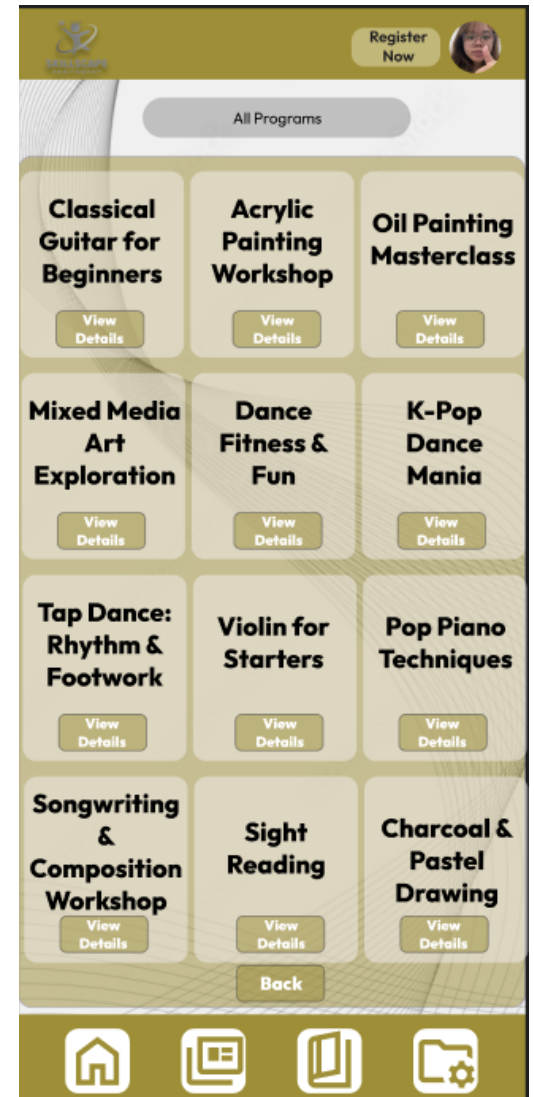 Register
Now
All Programs
Classical
Guitar for
Beginners
View
Details
Acrylic
Painting
Workshop
View
Details
Oil Painting
Masterclass
View
Details
Mixed Media
Art
Exploration
View
Details
Dance
Fitness &
Fun
View
Details
K-Pop
Dance
Mania
View
Details
Tap Dance:
Rhythm &
Footwork
View
Details
Violin for
Starters
View
Details
Pop Piano
Techniques
View
Details
Songwriting
&
Composition
Workshop
View
Details
Sight
Reading
View
Details
Charcoal &
Pastel
Drawing
View
Details
Back